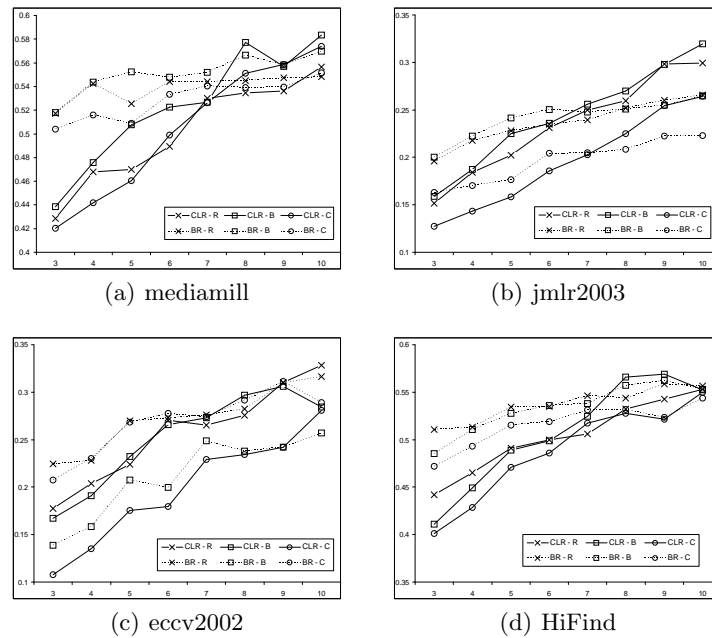 0.6
0.58
0.56
0.54
0.52
0.5
0.48
0.46
0.44
0.42
0.4
3 4 5 6 7 8 9 10
CLR - R CLR - B CLR - C
BR - R BR - B BR - C
(a) mediamill
0.35
0.3
0.25
0.2
0.15
0.1
3 4 5 6 7 8 9 10
CLR - R CLR - B CLR - C
BR - R BR - B BR - C
(b) jmlr2003
0.35
0.3
0.25
0.2
0.15
0.1
3 4 5 6 7 8 9 10
CLR - R CLR - B CLR - C
BR - R BR - B BR - C
(c) eccv2002
0.6
0.55
0.5
0.45
0.4
0.35
3 4 5 6 7 8 9 10
CLR - R CLR - B CLR - C
BR - R BR - B BR - C
(d) HiFind